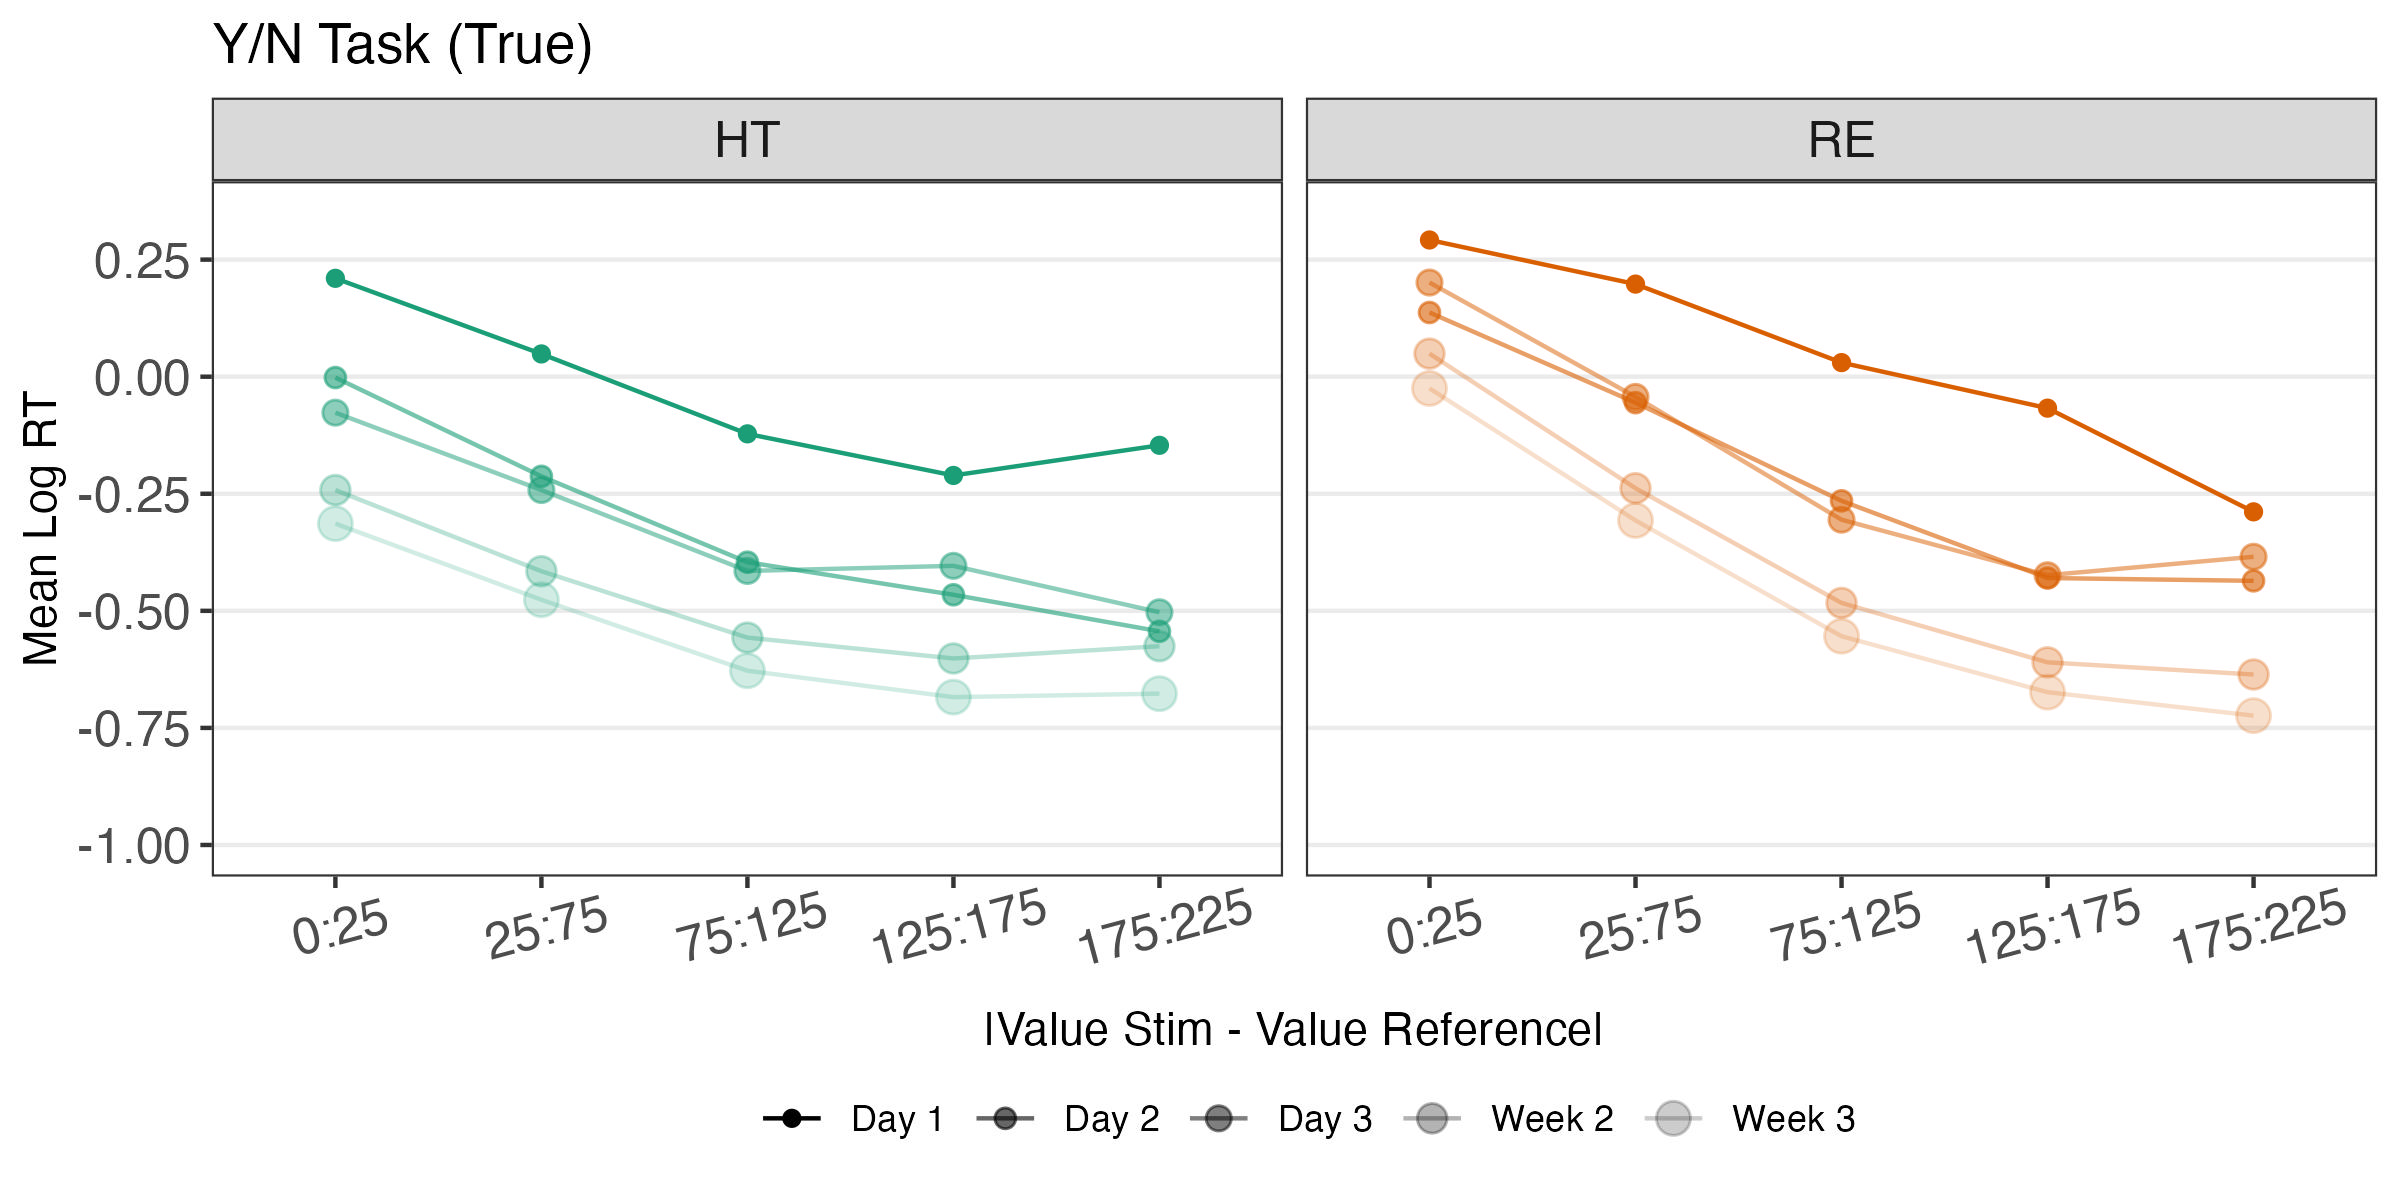 Y/N Task (True)
HT
RE
Mean Log RT
0.25
0.00
-0.25
-0.50
-0.75
-1.00
0:25 25:75 75:125 125:175 175:225
0:25 25:75 75:125 125:175 175:225
|Value Stim - Value Reference|
Day 1 Day 2 Day 3 Week 2 Week 3